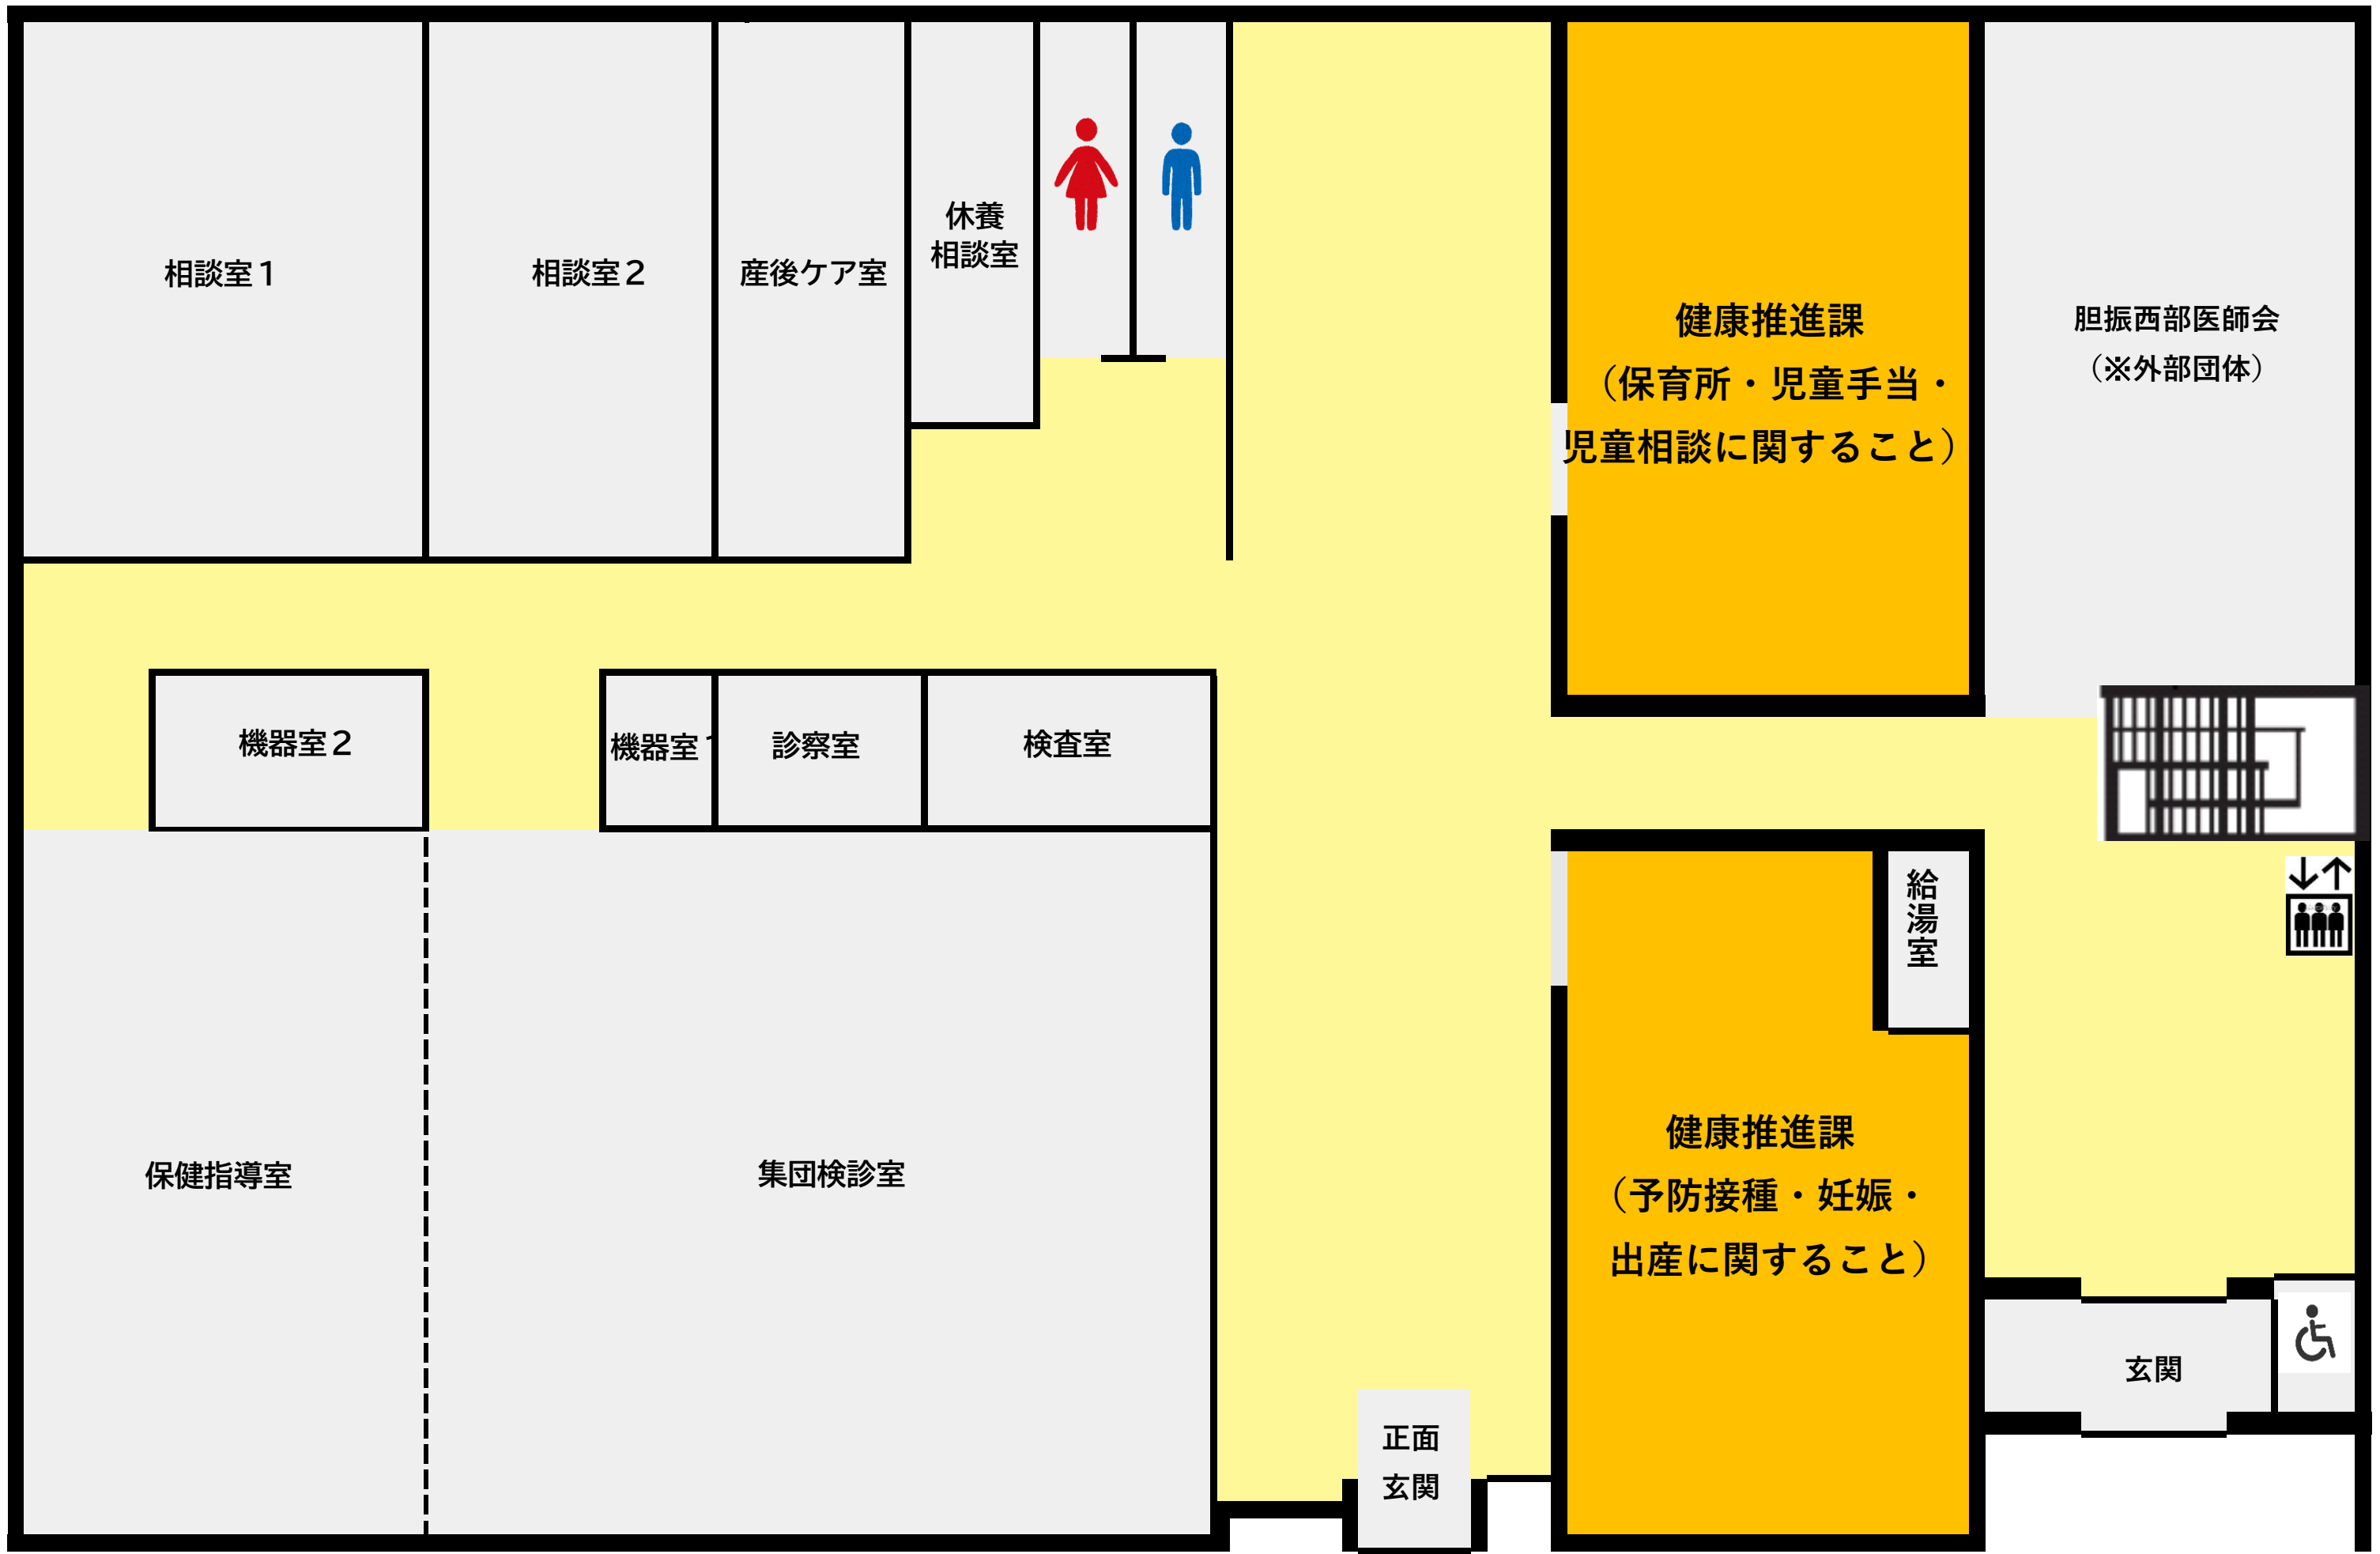 相談室１
相談室２
産後ケア室
休養
相談室
健康推進課
（保育所・児童手当・
児童相談に関すること）
胆振西部医師会
（※外部団体）
機器室２
機器室１
診察室
検査室
給湯室
保健指導室
集団検診室
健康推進課
（予防接種・妊娠・
出産に関すること）
正面
玄関
玄関